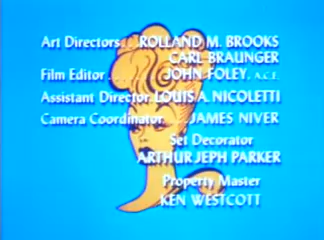 Art Directors . . . ROLLAND M. BROOKS
CARL BRAUNGER
Film Editor . . . . JOHN FOLEY, A.C.E.
Assistant Director LOUIS A. NICOLETTI
Camera Coordinator . . . JAMES NIVER
Set Decorator
ARTHUR JEPH PARKER
Property Master
KEN WESTCOTT